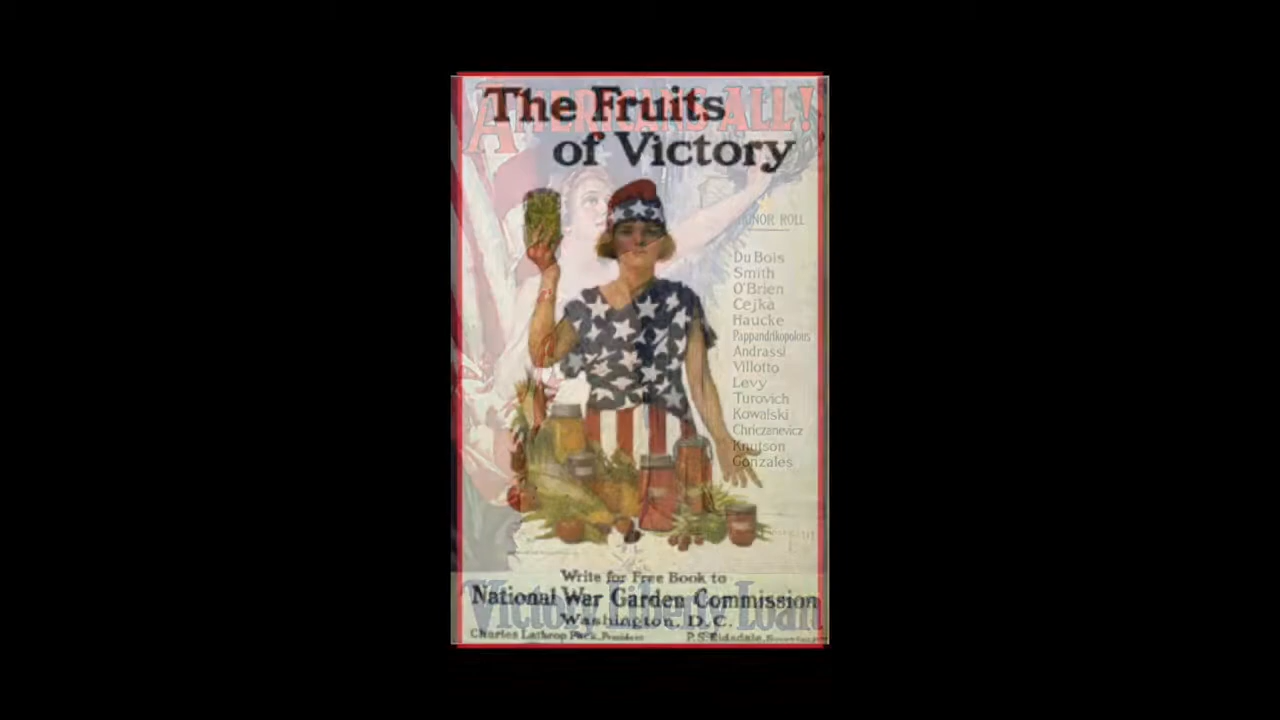 AMERICANS ALL!
The Fruits
of Victory
HONOR ROLL
Du Bois
Smith
O'Brien
Cejka
Haucke
Pappandrikopolous
Andrassi
Villotto
Levy
Turovich
Kowalski
Chriczanevicz
Knutson
Gonzales
Write for Free Book to
National War Garden Commission
Victory Liberty Loan
Washington, D.C.
Charles Lathrop Pack, President
P.S. Ridsdale, Secretary